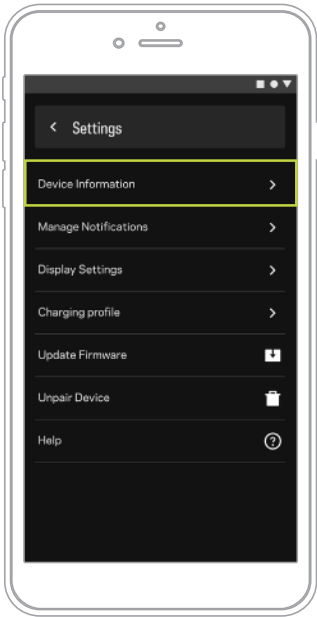 Settings
Device Information
Manage Notifications
Display Settings
Charging profile
Update Firmware
Unpair Device
Help